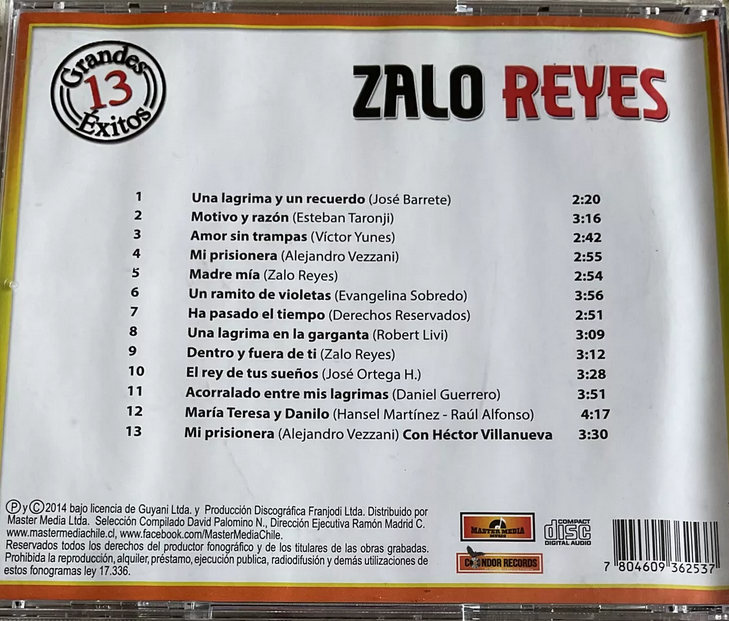 Grandes
13
Éxitos
ZALO REYES
1 Una lagrima y un recuerdo (José Barrete) 2:20
2 Motivo y razón (Esteban Taronji) 3:16
3 Amor sin trampas (Víctor Yunes) 2:42
4 Mi prisionera (Alejandro Vezzani) 2:55
5 Madre mía (Zalo Reyes) 2:54
6 Un ramito de violetas (Evangelina Sobredo) 3:56
7 Ha pasado el tiempo (Derechos Reservados) 2:51
8 Una lagrima en la garganta (Robert Livi) 3:09
9 Dentro y fuera de ti (Zalo Reyes) 3:12
10 El rey de tus sueños (José Ortega H.) 3:28
11 Acorralado entre mis lagrimas (Daniel Guerrero) 3:51
12 María Teresa y Danilo (Hansel Martínez - Raúl Alfonso) 4:17
13 Mi prisionera (Alejandro Vezzani) Con Héctor Villanueva 3:30
Ⓟ y Ⓒ 2014 bajo licencia de Guyani Ltda. y Producción Discográfica Franjodi Ltda. Distribuido por
Master Media Ltda. Selección Compilado David Palomino N., Dirección Ejecutiva Ramón Madrid C.
www.mastermediachile.cl, www.facebook.com/MasterMediaChile.
Reservados todos los derechos del productor fonográfico y de los titulares de las obras grabadas.
Prohibida la reproducción, alquiler, préstamo, ejecución publica, radiodifusión y demás utilizaciones de
estos fonogramas ley 17.336.
MASTER MEDIA
MUSIC
CONDOR RECORDS
COMPACT
disc
DIGITAL AUDIO
7 804609 362537